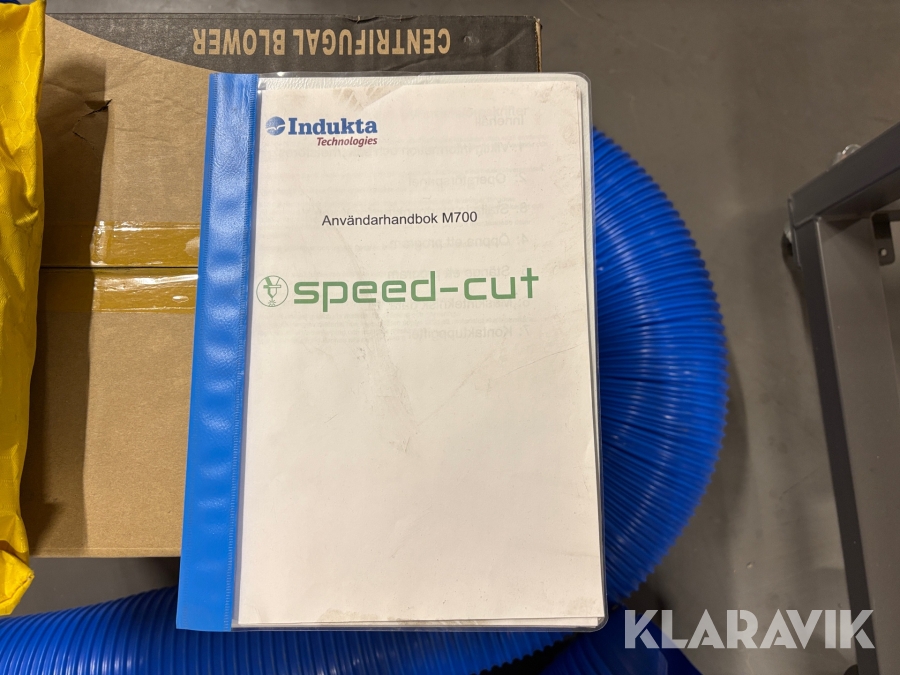 CENTRIFUGAL BLOWER
Indukta
Technologies
Användarhandbok M700
speed-cut
KLARAVIK